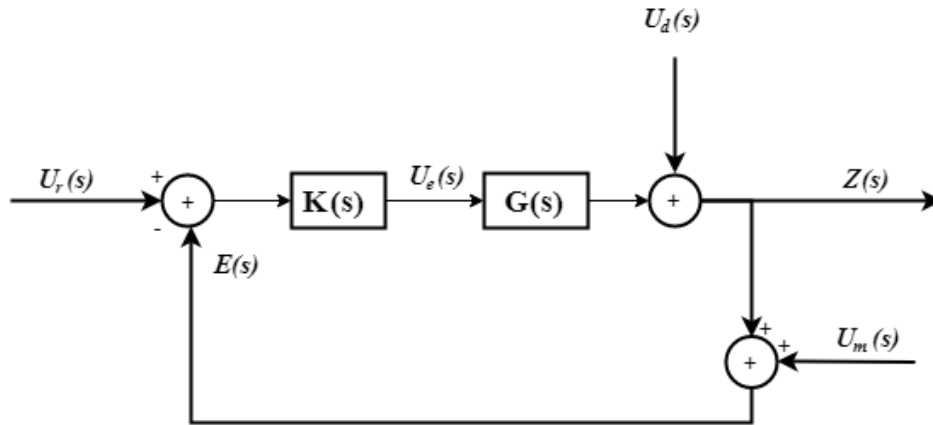 U_d(s)
U_r(s)
+
+
-
K(s)
U_e(s)
G(s)
+
Z(s)
E(s)
+
+
+
U_m(s)